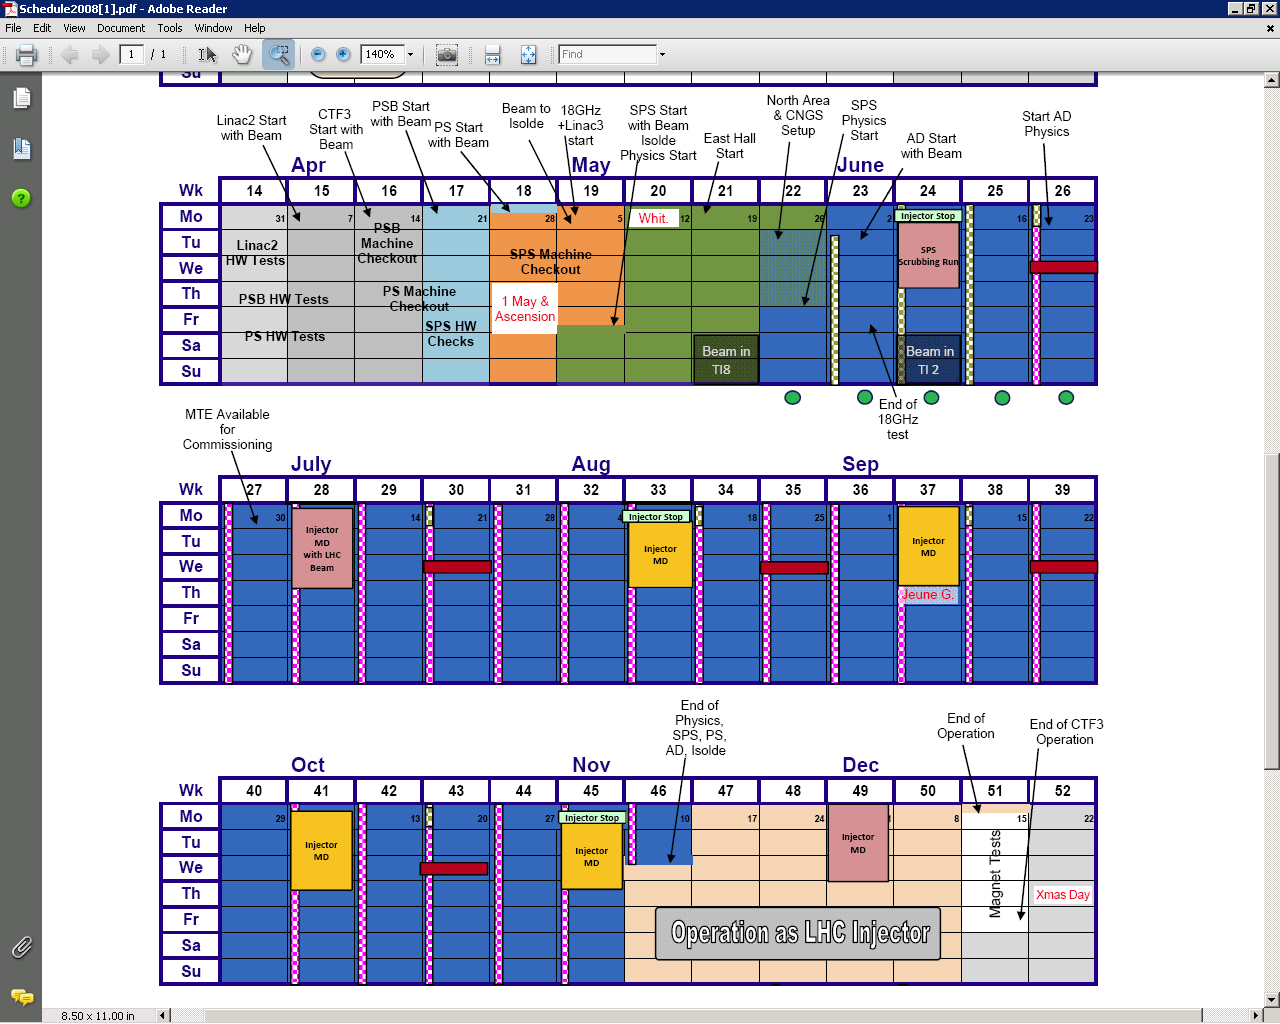 Schedule2008[1].pdf - Adobe Reader
File Edit View Document Tools Window Help
1 / 1 140% Find
Su
Linac2 Start
with Beam
CTF3
Start with
Beam
PSB Start
with Beam
PS Start
with Beam
Beam to
Isolde
18GHz
+Linac3
start
SPS Start
with Beam
Isolde
Physics Start
East Hall
Start
North Area
& CNGS
Setup
SPS
Physics
Start
AD Start
with Beam
Start AD
Physics
Apr May June
Wk 14 15 16 17 18 19 20 21 22 23 24 25 26
Mo 31 7 14 21 28 5 Whit. 12 19 26 2 Injector Stop 16 23
Tu
We
Th
Fr
Sa
Su
Linac2
HW Tests
PSB HW Tests
PS HW Tests
PSB
Machine
Checkout
PS Machine
Checkout
SPS HW
Checks
SPS Machine
Checkout
1 May &
Ascension
Beam in
TI8
SPS
Scrubbing Run
Beam in
TI 2
End of
18GHz
test
MTE Available
for
Commissioning
July Aug Sep
Wk 27 28 29 30 31 32 33 34 35 36 37 38 39
Mo 30 14 21 28 4 Injector Stop 18 25 1 15 22
Tu
We
Th
Fr
Sa
Su
Injector
MD
with LHC
Beam
Injector
MD
Injector
MD
Jeune G.
End of
Physics,
SPS, PS,
AD, Isolde
End of
Operation
End of CTF3
Operation
Oct Nov Dec
Wk 40 41 42 43 44 45 46 47 48 49 50 51 52
Mo 29 13 20 27 Injector Stop 10 17 24 1 8 15 22
Tu
We
Th
Fr
Sa
Su
Injector
MD
Injector
MD
Injector
MD
Magnet Tests
Xmas Day
Operation as LHC Injector
8.50 x 11.00 in